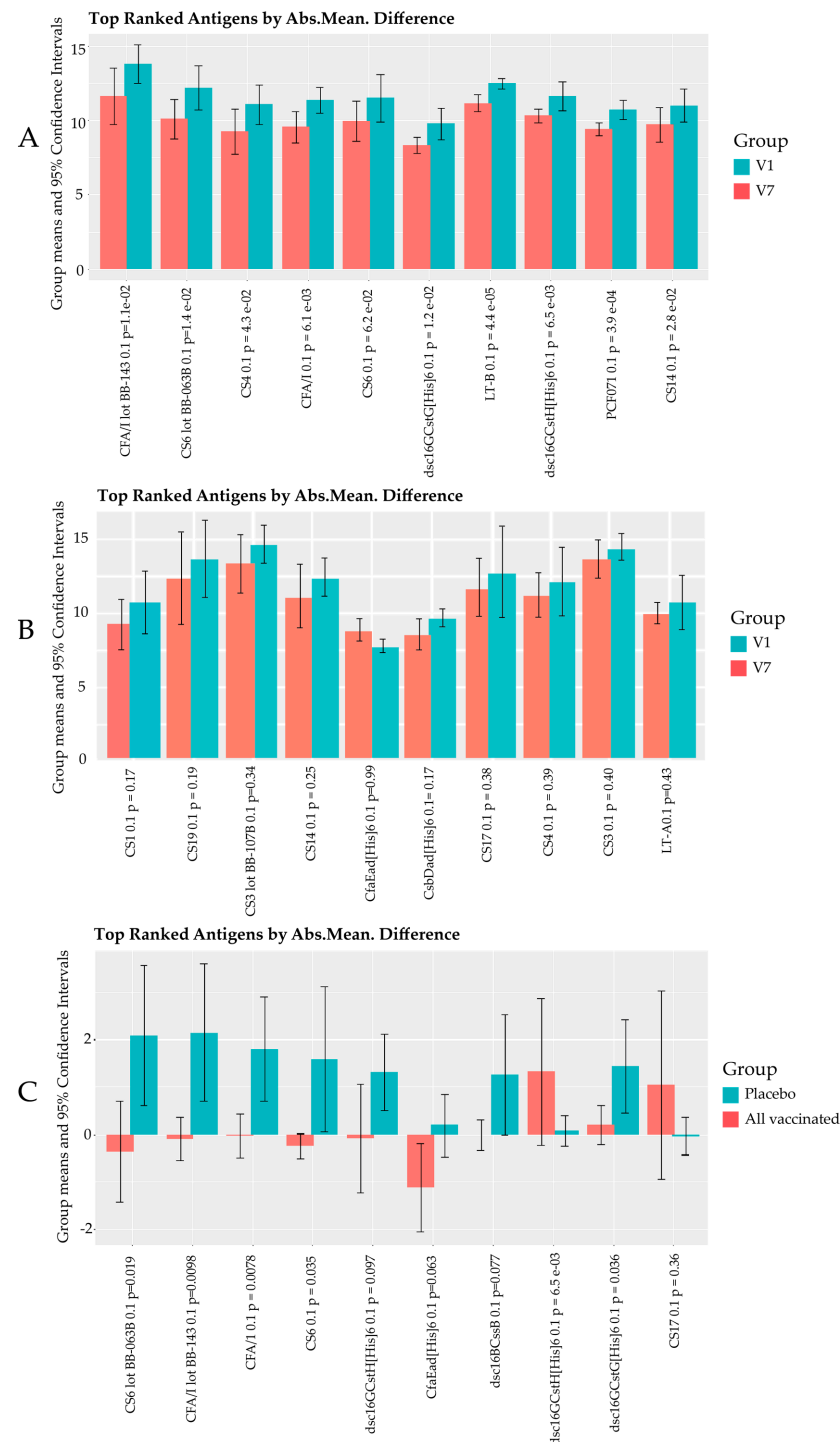 Top Ranked Antigens by Abs.Mean. Difference
Group means and 95% Confidence Intervals
15
10
5
0
A
Group
V1
V7
CFA/I lot BB-143 0.1 p=1.1e-02
CS6 lot BB-063B 0.1 p=1.4 e-02
CS4 0.1 p = 4.3 e-02
CFA/I 0.1 p = 6.1 e-03
CS6 0.1 p = 6.2 e-02
dsc16GCstG[His]6 0.1 p = 1.2 e-02
LT-B 0.1 p = 4.4 e-05
dsc16GCstH[His]6 0.1 p = 6.5 e-03
PCF071 0.1 p = 3.9 e-04
CS14 0.1 p = 2.8 e-02
Top Ranked Antigens by Abs.Mean. Difference
Group means and 95% Confidence Intervals
15
10
5
0
B
Group
V1
V7
CS1 0.1 p = 0.17
CS19 0.1 p = 0.19
CS3 lot BB-107B 0.1 p=0.34
CS14 0.1 p = 0.25
CfaEad[His]6 0.1 p=0.99
CsbDad[His]6 0.1= 0.17
CS17 0.1 p = 0.38
CS4 0.1 p = 0.39
CS3 0.1 p = 0.40
LT-A0.1 p=0.43
Top Ranked Antigens by Abs.Mean. Difference
Group means and 95% Confidence Intervals
2
0
-2
C
Group
Placebo
All vaccinated
CS6 lot BB-063B 0.1 p=0.019
CFA/I lot BB-143 0.1 p=0.0098
CFA/1 0.1 p = 0.0078
CS6 0.1 p = 0.035
dsc16GCstH[His]6 0.1 p = 0.097
CfaEad[His]6 0.1 p=0.063
dsc16BCssB 0.1 p=0.077
dsc16GCstH[His]6 0.1 p = 6.5 e-03
dsc16GCstG[His]6 0.1 p = 0.036
CS17 0.1 p = 0.36